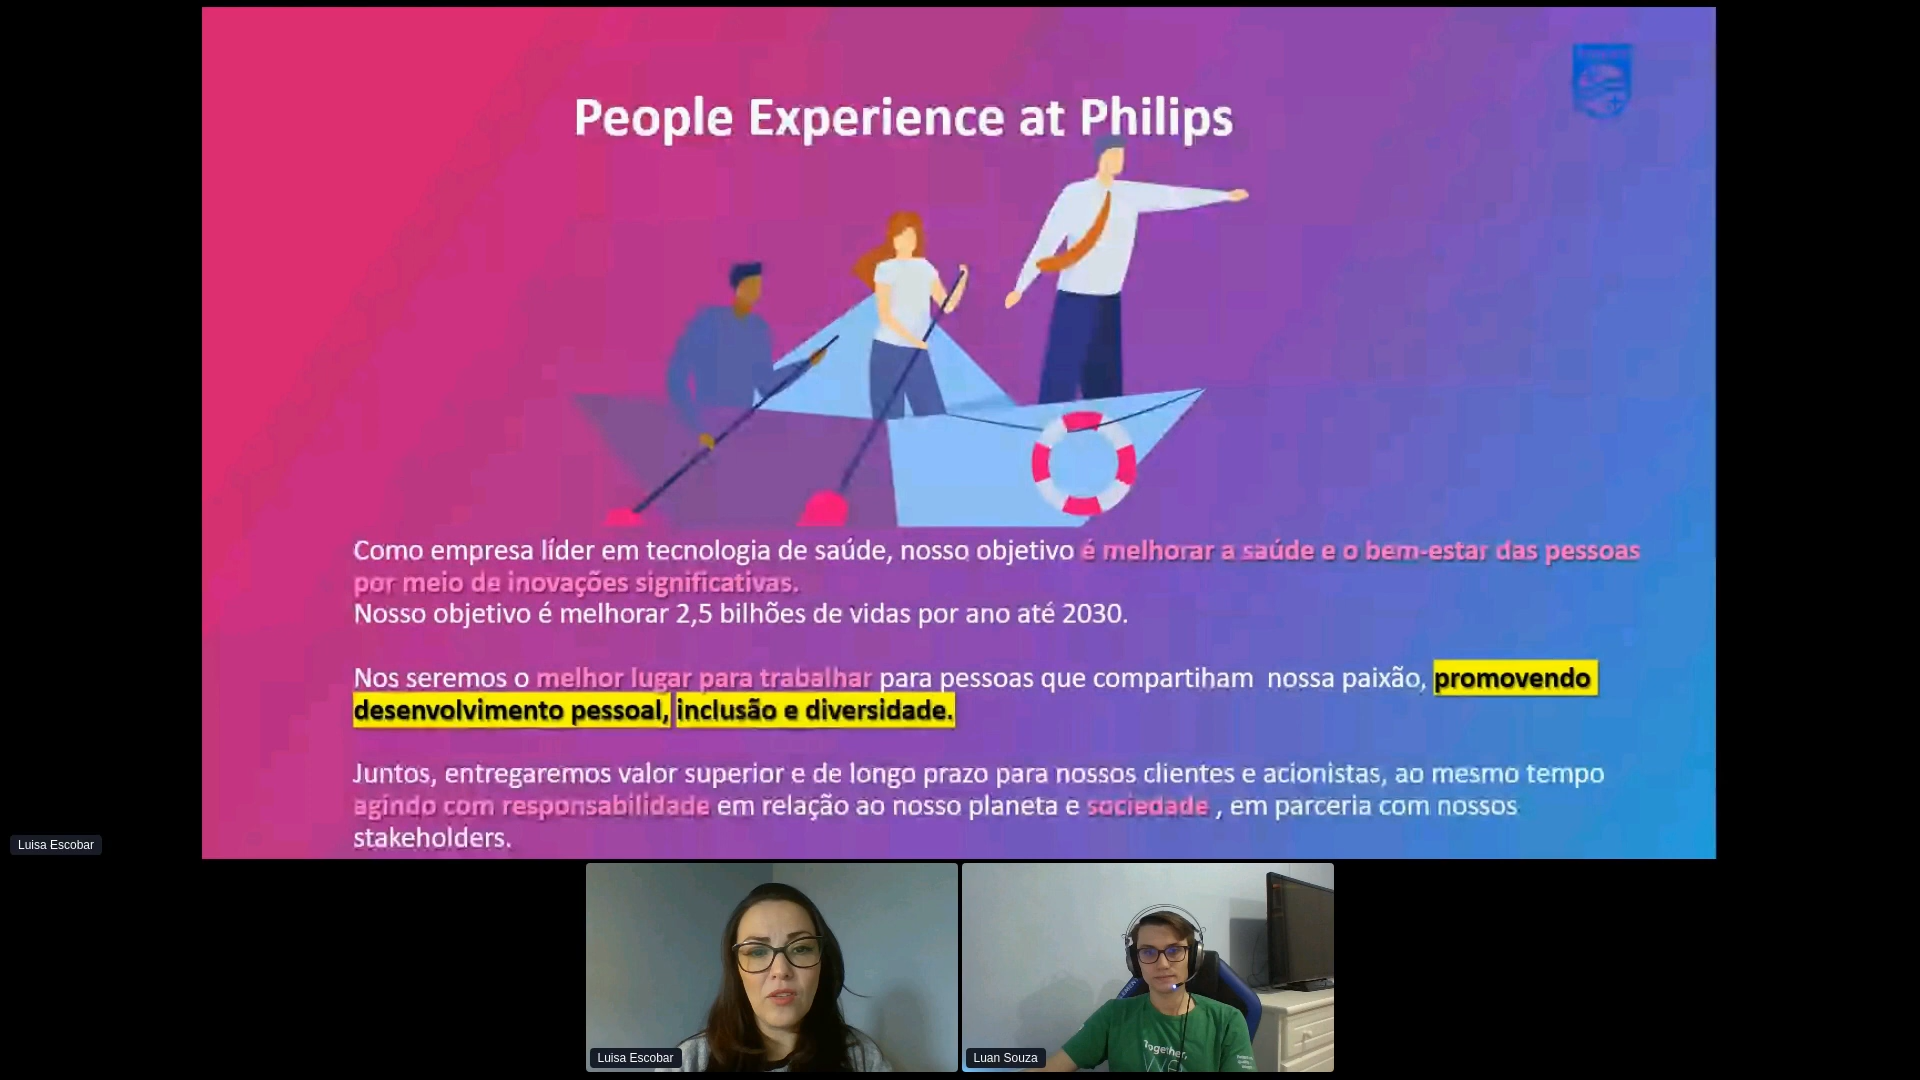 People Experience at Philips
Como empresa líder em tecnologia de saúde, nosso objetivo é melhorar a saúde e o bem-estar das pessoas
por meio de inovações significativas.
Nosso objetivo é melhorar 2,5 bilhões de vidas por ano até 2030.
Nos seremos o melhor lugar para trabalhar para pessoas que compartiham nossa paixão, promovendo
desenvolvimento pessoal, inclusão e diversidade.
Juntos, entregaremos valor superior e de longo prazo para nossos clientes e acionistas, ao mesmo tempo
agindo com responsabilidade em relação ao nosso planeta e sociedade , em parceria com nossos
stakeholders.
Luisa Escobar
Luisa Escobar
Luan Souza
Together,